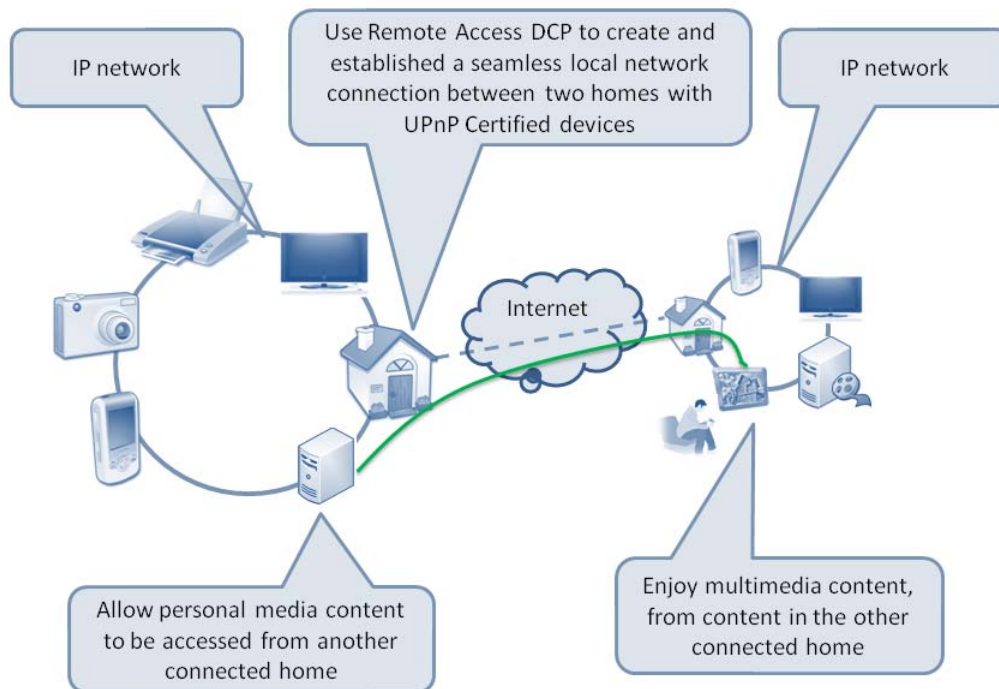 IP network
Use Remote Access DCP to create and
established a seamless local network
connection between two homes with
UPnP Certified devices
IP network
Internet
Allow personal media content
to be accessed from another
connected home
Enjoy multimedia content,
from content in the other
connected home